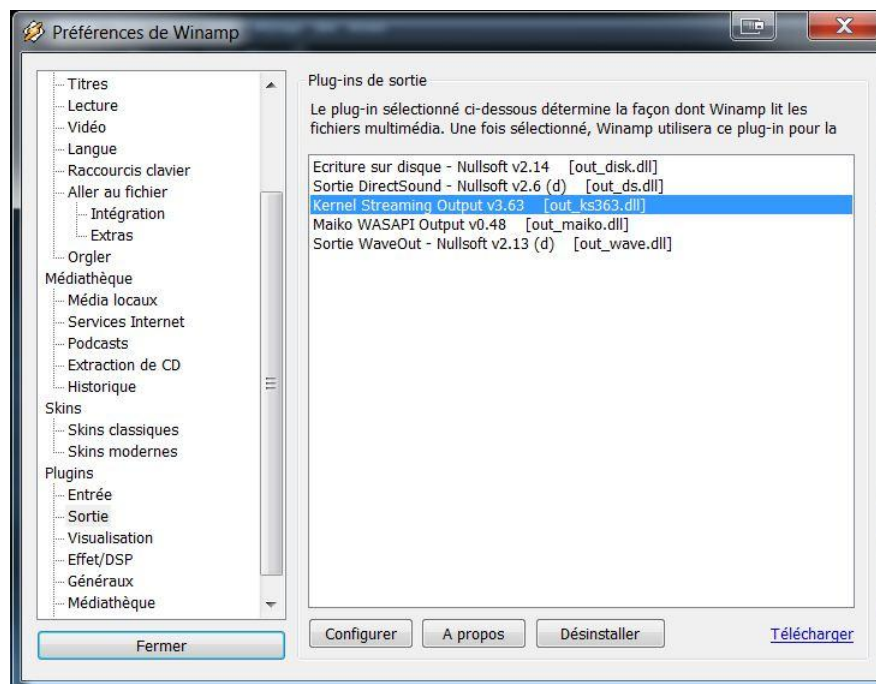 Préférences de Winamp
Titres
Lecture
Vidéo
Langue
Raccourcis clavier
Aller au fichier
Intégration
Extras
Orgler
Médiathèque
Média locaux
Services Internet
Podcasts
Extraction de CD
Historique
Skins
Skins classiques
Skins modernes
Plugins
Entrée
Sortie
Visualisation
Effet/DSP
Généraux
Médiathèque
Fermer
Plug-ins de sortie
Le plug-in sélectionné ci-dessous détermine la façon dont Winamp lit les
fichiers multimédia. Une fois sélectionné, Winamp utilisera ce plug-in pour la
Ecriture sur disque - Nullsoft v2.14 [out_disk.dll]
Sortie DirectSound - Nullsoft v2.6 (d) [out_ds.dll]
Kernel Streaming Output v3.63 [out_ks363.dll]
Maiko WASAPI Output v0.48 [out_maiko.dll]
Sortie WaveOut - Nullsoft v2.13 (d) [out_wave.dll]
Configurer
A propos
Désinstaller
Télécharger